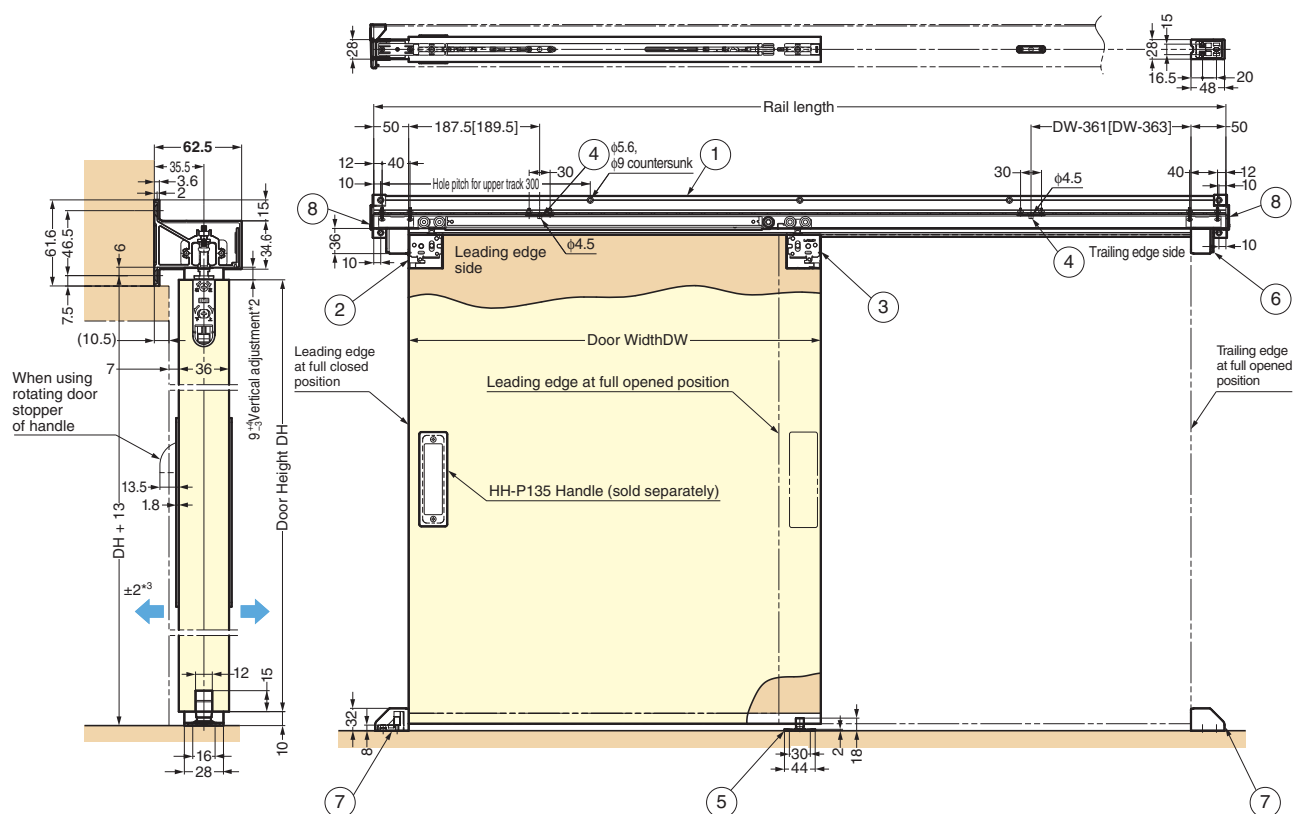 28
15
28
16.5
20
48
Rail length
50
187.5[189.5]
DW-361[DW-363]
50
12
40
4
φ5.6,
φ9 countersunk
30
1
30
φ4.5
40
12
10
Hole pitch for upper track 300
10
8
8
36
10
φ4.5
Leading edge
side
4
Trailing edge side
10
2
3
6
62.5
35.5
3.6
2
15
61.6
46.5
6
34.6
7.5
(10.5)
7
36
9 +4 -3 Vertical adjustment*2
When using
rotating door
stopper
of handle
13.5
1.8
DH + 13
Door Height DH
±2*3
12
15
16
28
10
Door WidthDW
Leading edge
at full closed
position
Leading edge at full opened position
Trailing edge
at full opened
position
HH-P135 Handle (sold separately)
32
8
30
44
2
18
7
5
7